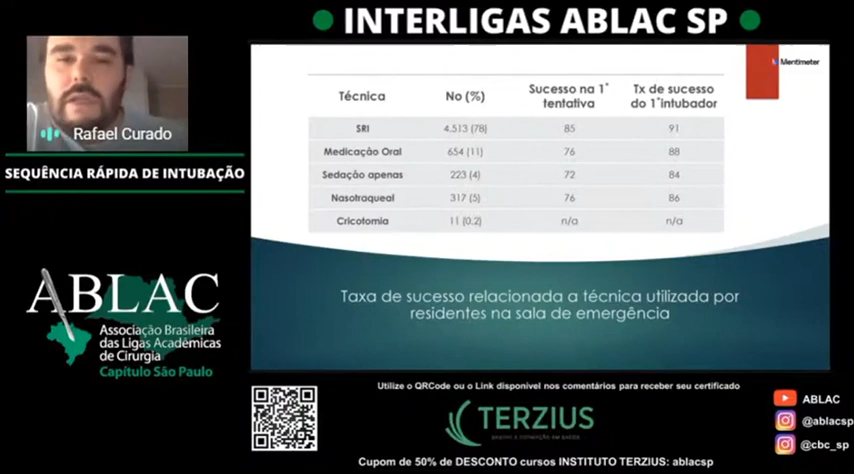 INTERLIGAS ABLAC SP
Rafael Curado
SEQUÊNCIA RÁPIDA DE INTUBAÇÃO
Mentimeter
Técnica No (%) Sucesso na 1ª tentativa Tx de sucesso do 1ºintubador
SRI 4.513 (78) 85 91
Medicação Oral 654 (11) 76 88
Sedação apenas 223 (4) 72 84
Nasotraqueal 317 (5) 76 86
Cricotomia 11 (0.2) n/a n/a
Taxa de sucesso relacionada a técnica utilizada por
residentes na sala de emergência
ABLAC
Associação Brasileira
das Ligas Acadêmicas
de Cirurgia
Capítulo São Paulo
Utilize o QRCode ou o Link disponível nos comentários para receber seu certificado
TERZIUS
Cupom de 50% de DESCONTO cursos INSTITUTO TERZIUS: ablacsp
ABLAC
@ablacsp
@cbc_sp